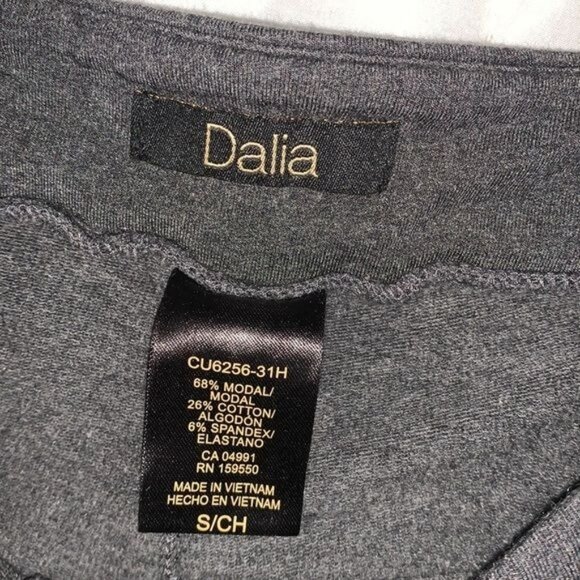 Dalia
CU6256-31H
68% MODAL/
MODAL
26% COTTON/
ALGODÓN
6% SPANDEX/
ELASTANO
CA 04991
RN 159550
MADE IN VIETNAM
HECHO EN VIETNAM
S/CH